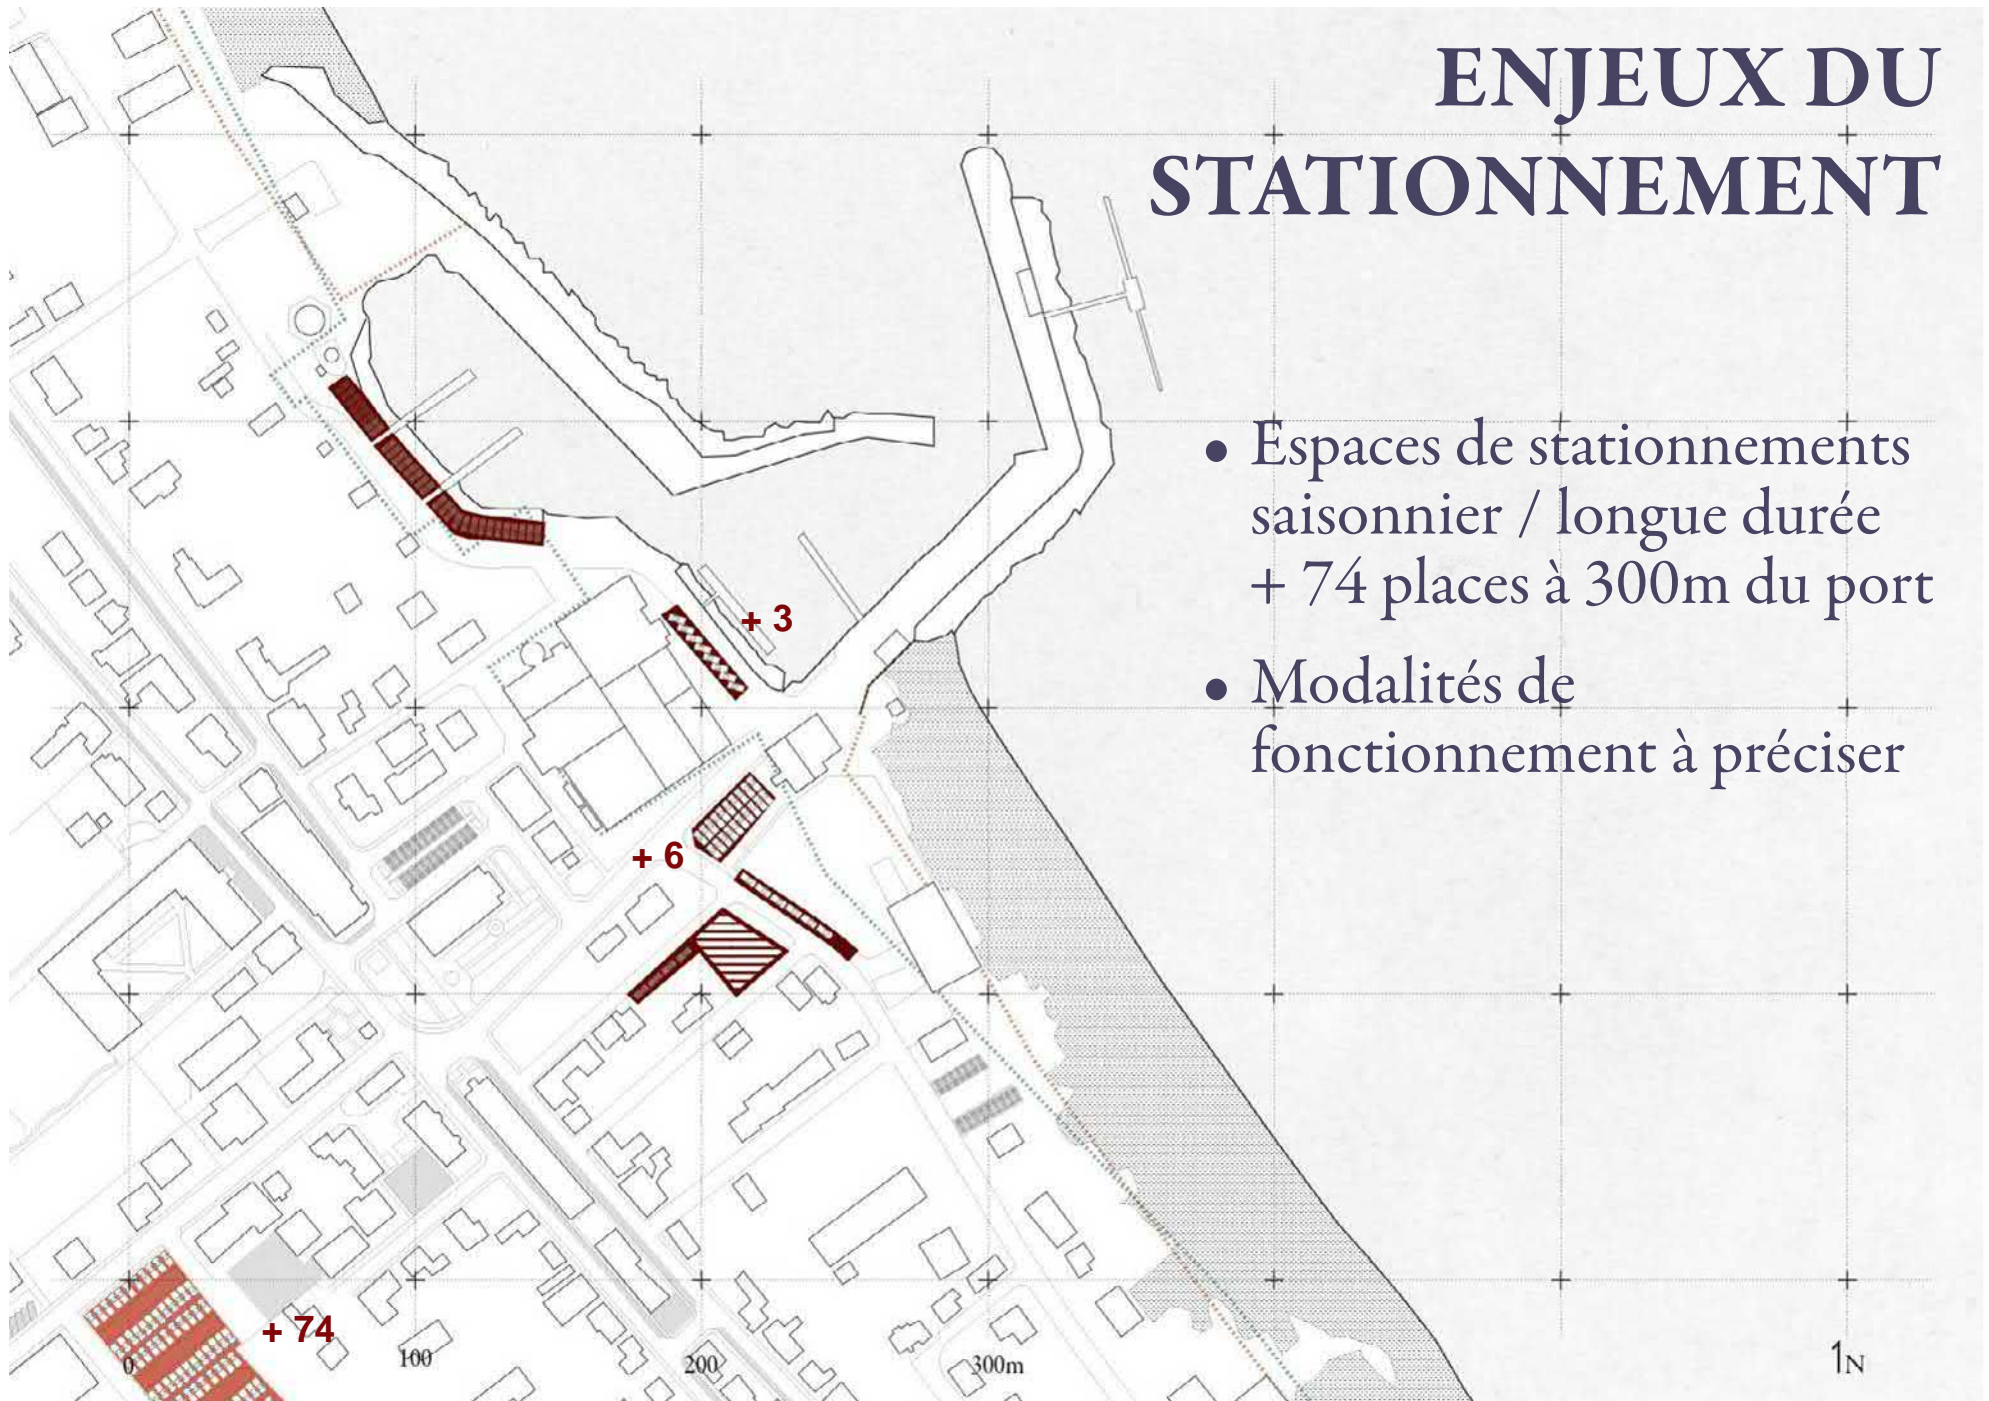 ENJEUX DU
STATIONNEMENT
• Espaces de stationnements
saisonnier / longue durée
+ 74 places à 300m du port
• Modalités de
fonctionnement à préciser
+ 3
+ 6
+ 74
0
100
200
300m
1N